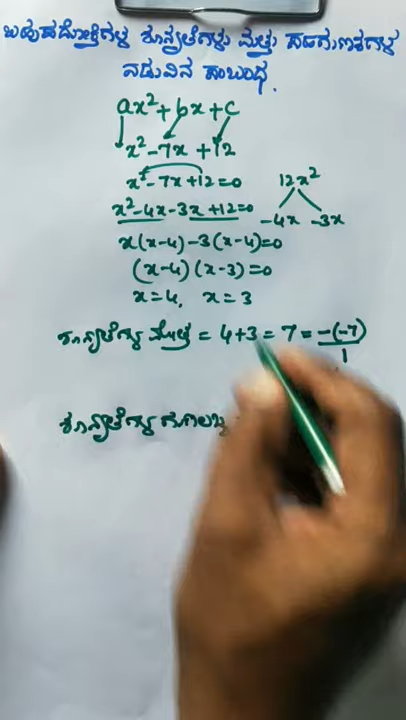 ಬಹುಪದೋಕ್ತಿಗಳ ಶೂನ್ಯತೆಗಳು ಮತ್ತು ಸಹಗುಣಕಗಳ
ನಡುವಿನ ಸಂಬಂಧ.
ax² + bx + c
x² - 7x + 12
x² - 7x + 12 = 0
12x²
x² - 4x - 3x + 12 = 0
-4x -3x
x(x-4) - 3(x-4) = 0
(x-4) (x-3) = 0
x = 4, x = 3
ಶೂನ್ಯತೆಗಳ ಮೊತ್ತ = 4+3 = 7 = -(-7)/1
ಶೂನ್ಯತೆಗಳ ಗುಣಲಬ್ಧ